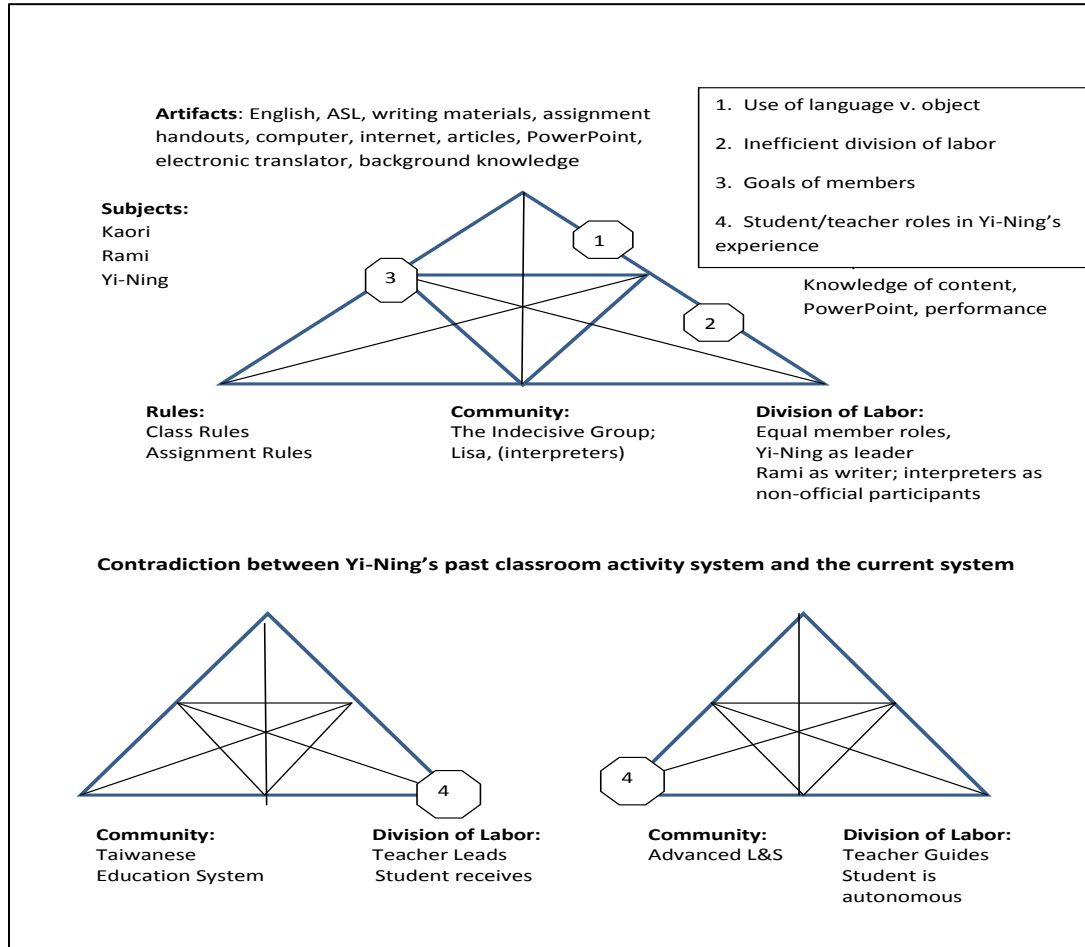 Artifacts: English, ASL, writing materials, assignment
handouts, computer, internet, articles, PowerPoint,
electronic translator, background knowledge
1. Use of language v. object
2. Inefficient division of labor
3. Goals of members
4. Student/teacher roles in Yi-Ning's
experience
Subjects:
Kaori
Rami
Yi-Ning
1
3
2
Knowledge of content,
PowerPoint, performance
Rules:
Class Rules
Assignment Rules
Community:
The Indecisive Group;
Lisa, (interpreters)
Division of Labor:
Equal member roles,
Yi-Ning as leader
Rami as writer; interpreters as
non-official participants
Contradiction between Yi-Ning's past classroom activity system and the current system
4
4
Community:
Taiwanese
Education System
Division of Labor:
Teacher Leads
Student receives
Community:
Advanced L&S
Division of Labor:
Teacher Guides
Student is
autonomous